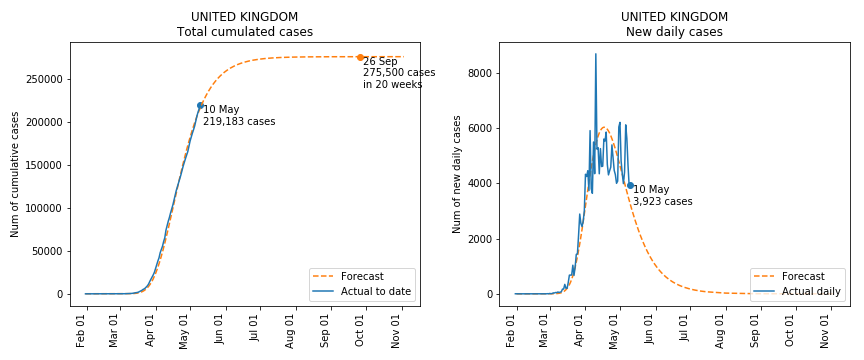 UNITED KINGDOM
Total cumulated cases
Num of cumulative cases
250000
200000
150000
100000
50000
0
26 Sep
275,500 cases
in 20 weeks
10 May
219,183 cases
Forecast
Actual to date
Feb 01
Mar 01
Apr 01
May 01
Jun 01
Jul 01
Aug 01
Sep 01
Oct 01
Nov 01
UNITED KINGDOM
New daily cases
Num of new daily cases
8000
6000
4000
2000
0
10 May
3,923 cases
Forecast
Actual daily
Feb 01
Mar 01
Apr 01
May 01
Jun 01
Jul 01
Aug 01
Sep 01
Oct 01
Nov 01